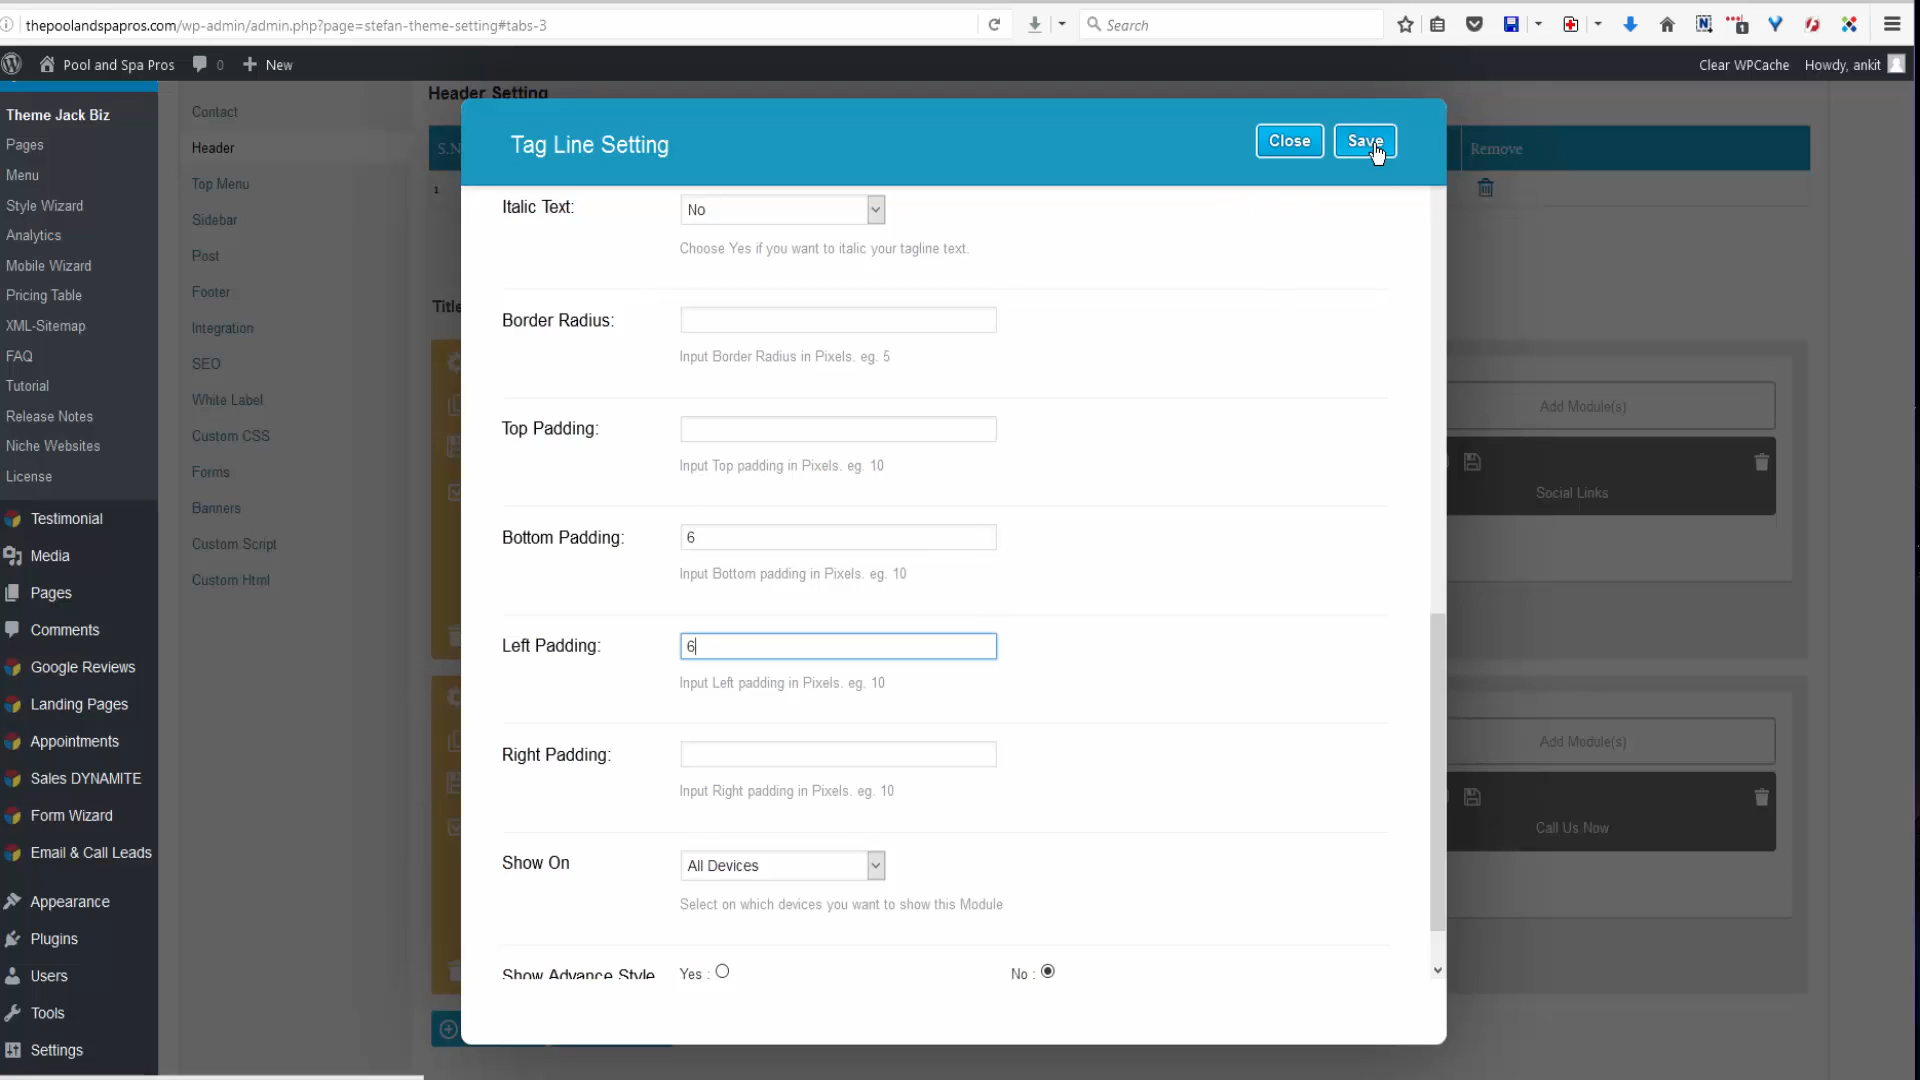 thepoolandspapros.com/wp-admin/admin.php?page=stefan-theme-setting#tabs-3
Search
Pool and Spa Pros
0
New
Clear WPCache
Howdy, ankit
Theme Jack Biz
Pages
Menu
Style Wizard
Analytics
Mobile Wizard
Pricing Table
XML-Sitemap
FAQ
Tutorial
Release Notes
Niche Websites
License
Testimonial
Media
Pages
Comments
Google Reviews
Landing Pages
Appointments
Sales DYNAMITE
Form Wizard
Email & Call Leads
Appearance
Plugins
Users
Tools
Settings
Contact
Header
Top Menu
Sidebar
Post
Footer
Integration
SEO
White Label
Custom CSS
Forms
Banners
Custom Script
Custom Html
Header Setting
S.N
Remove
1
Title
Tag Line Setting
Close
Save
Italic Text:
No
Choose Yes if you want to italic your tagline text.
Border Radius:
Input Border Radius in Pixels. eg. 5
Top Padding:
Input Top padding in Pixels. eg. 10
Bottom Padding:
6
Input Bottom padding in Pixels. eg. 10
Left Padding:
6
Input Left padding in Pixels. eg. 10
Right Padding:
Input Right padding in Pixels. eg. 10
Show On
All Devices
Select on which devices you want to show this Module
Show Advance Style
Yes :
No :
Add Module(s)
Social Links
Add Module(s)
Call Us Now